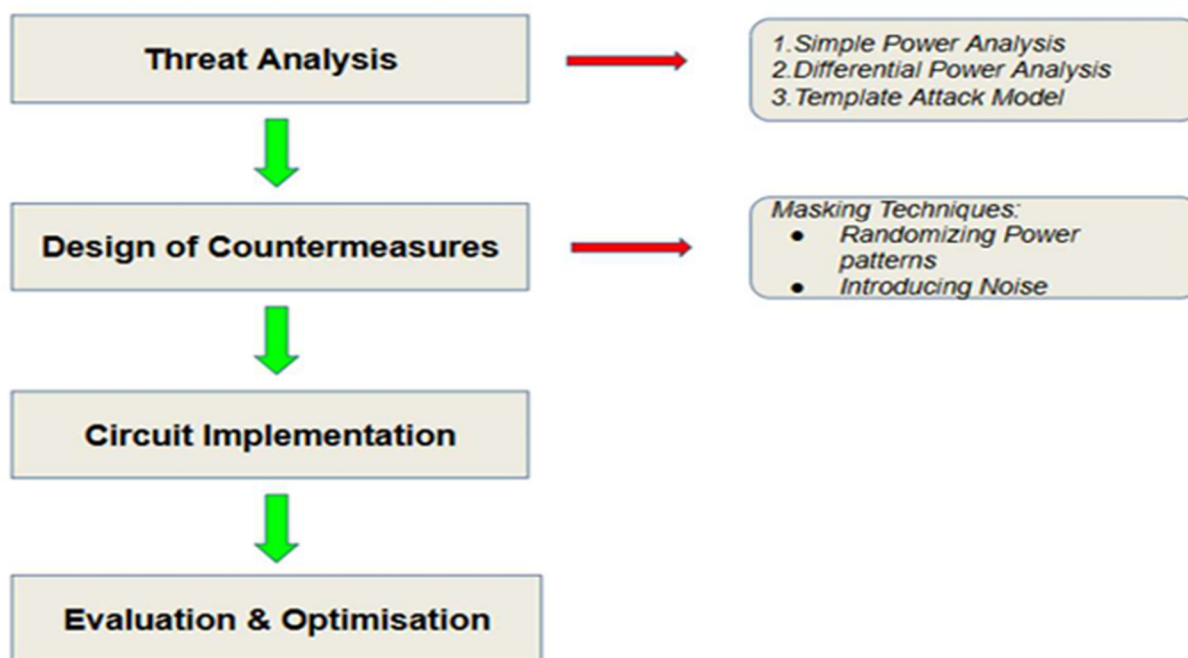 Threat Analysis
1.Simple Power Analysis
2.Differential Power Analysis
3.Template Attack Model
Design of Countermeasures
Masking Techniques:
● Randomizing Power
patterns
● Introducing Noise
Circuit Implementation
Evaluation & Optimisation